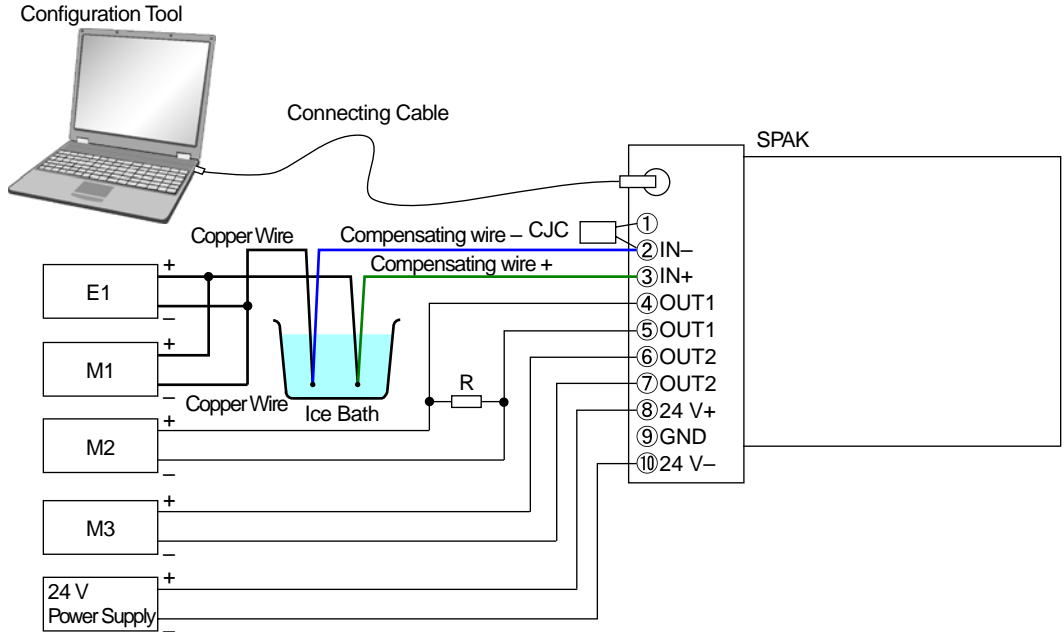 Configuration Tool
Connecting Cable
SPAK
①
Copper Wire
Compensating wire – CJC
②IN–
Compensating wire +
③IN+
+
E1
–
④OUT1
⑤OUT1
+
M1
–
⑥OUT2
⑦OUT2
R
Copper Wire
Ice Bath
⑧24 V+
+
M2
–
⑨GND
⑩24 V–
+
M3
–
+
24 V
Power Supply
–